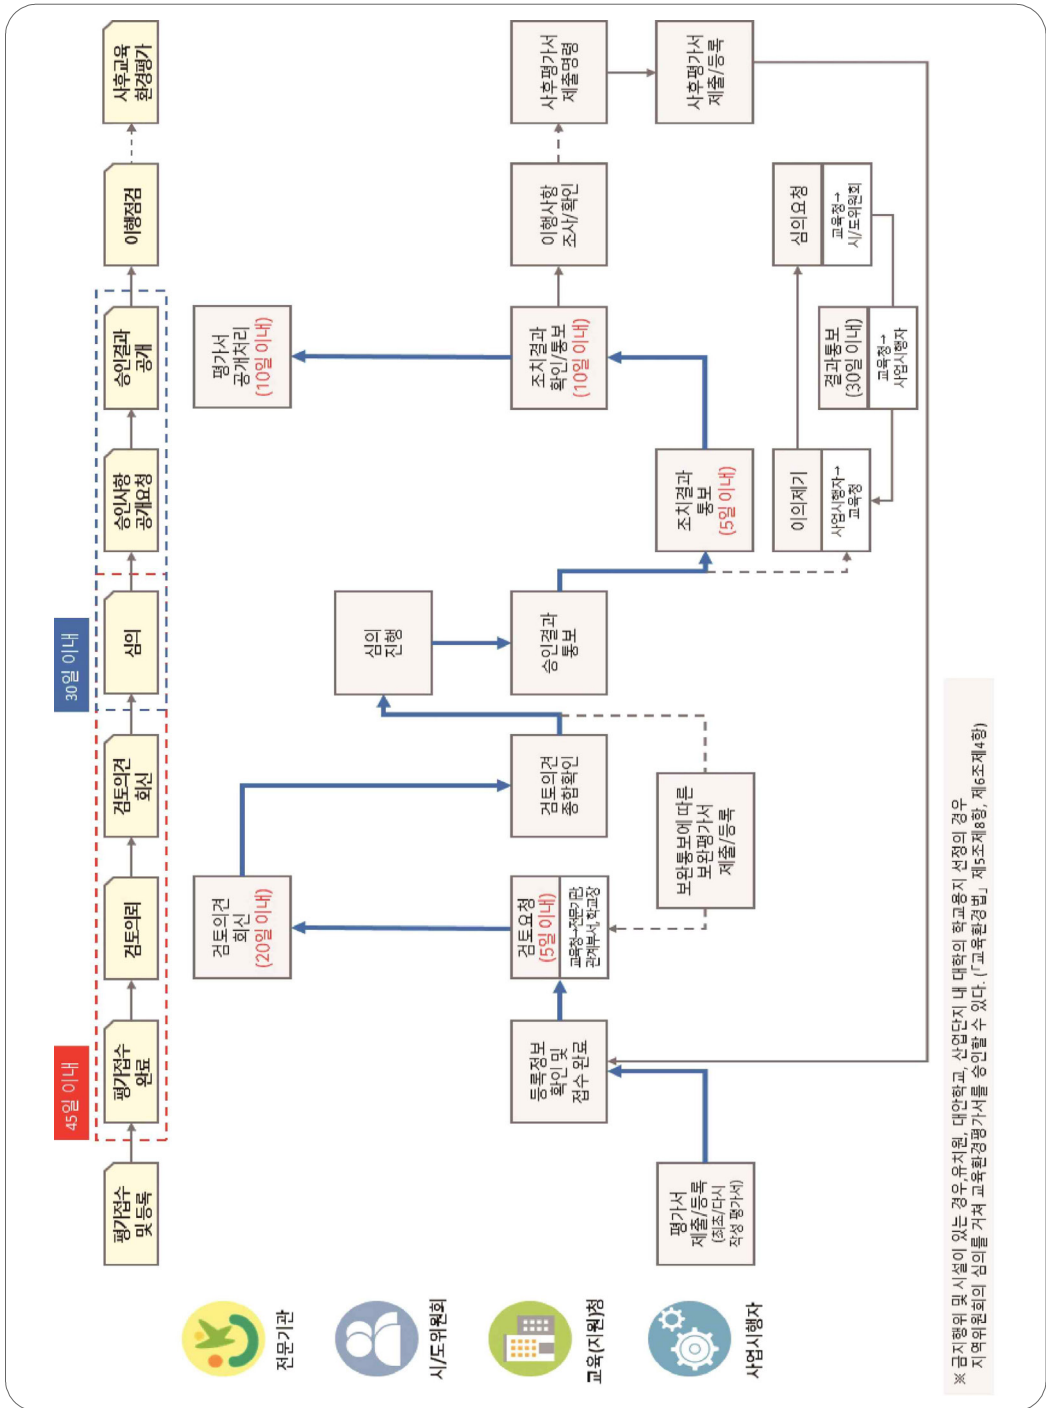 45일 이내
30일 이내
평가접수
및 등록
평가접수
완료
검토의뢰
검토의견
회신
심의
승인사항
공개요청
승인결과
공개
이행점검
사후교육
환경평가
전문기관
검토의견
회신
(20일 이내)
평가서
공개처리
(10일 이내)
시/도위원회
심의
진행
교육(지원)청
등록정보
확인 및
접수 완료
검토요청
(5일 이내)
교육청→전문기관,
관계부서, 학교장
검토의견
종합확인
승인결과
통보
조치결과
확인/통보
(10일 이내)
이행사항
조사/확인
사후평가서
제출명령
사업시행자
평가서
제출/등록
(최초/다시
작성 평가서)
보완통보에 따른
보완평가서
제출/등록
조치결과
통보
(5일 이내)
사후평가서
제출/등록
이의제기
사업시행자→
교육청
심의요청
교육청→
시/도위원회
결과통보
(30일 이내)
교육청→
사업시행자
※ 금지행위 및 시설이 있는 경우,유치원, 대안학교, 산업단지 내 대학의 학교용지 선정의 경우
지역위원회의 심의를 거쳐 교육환경평가서를 승인할 수 있다. (「교육환경법」 제5조제8항, 제6조제4항)